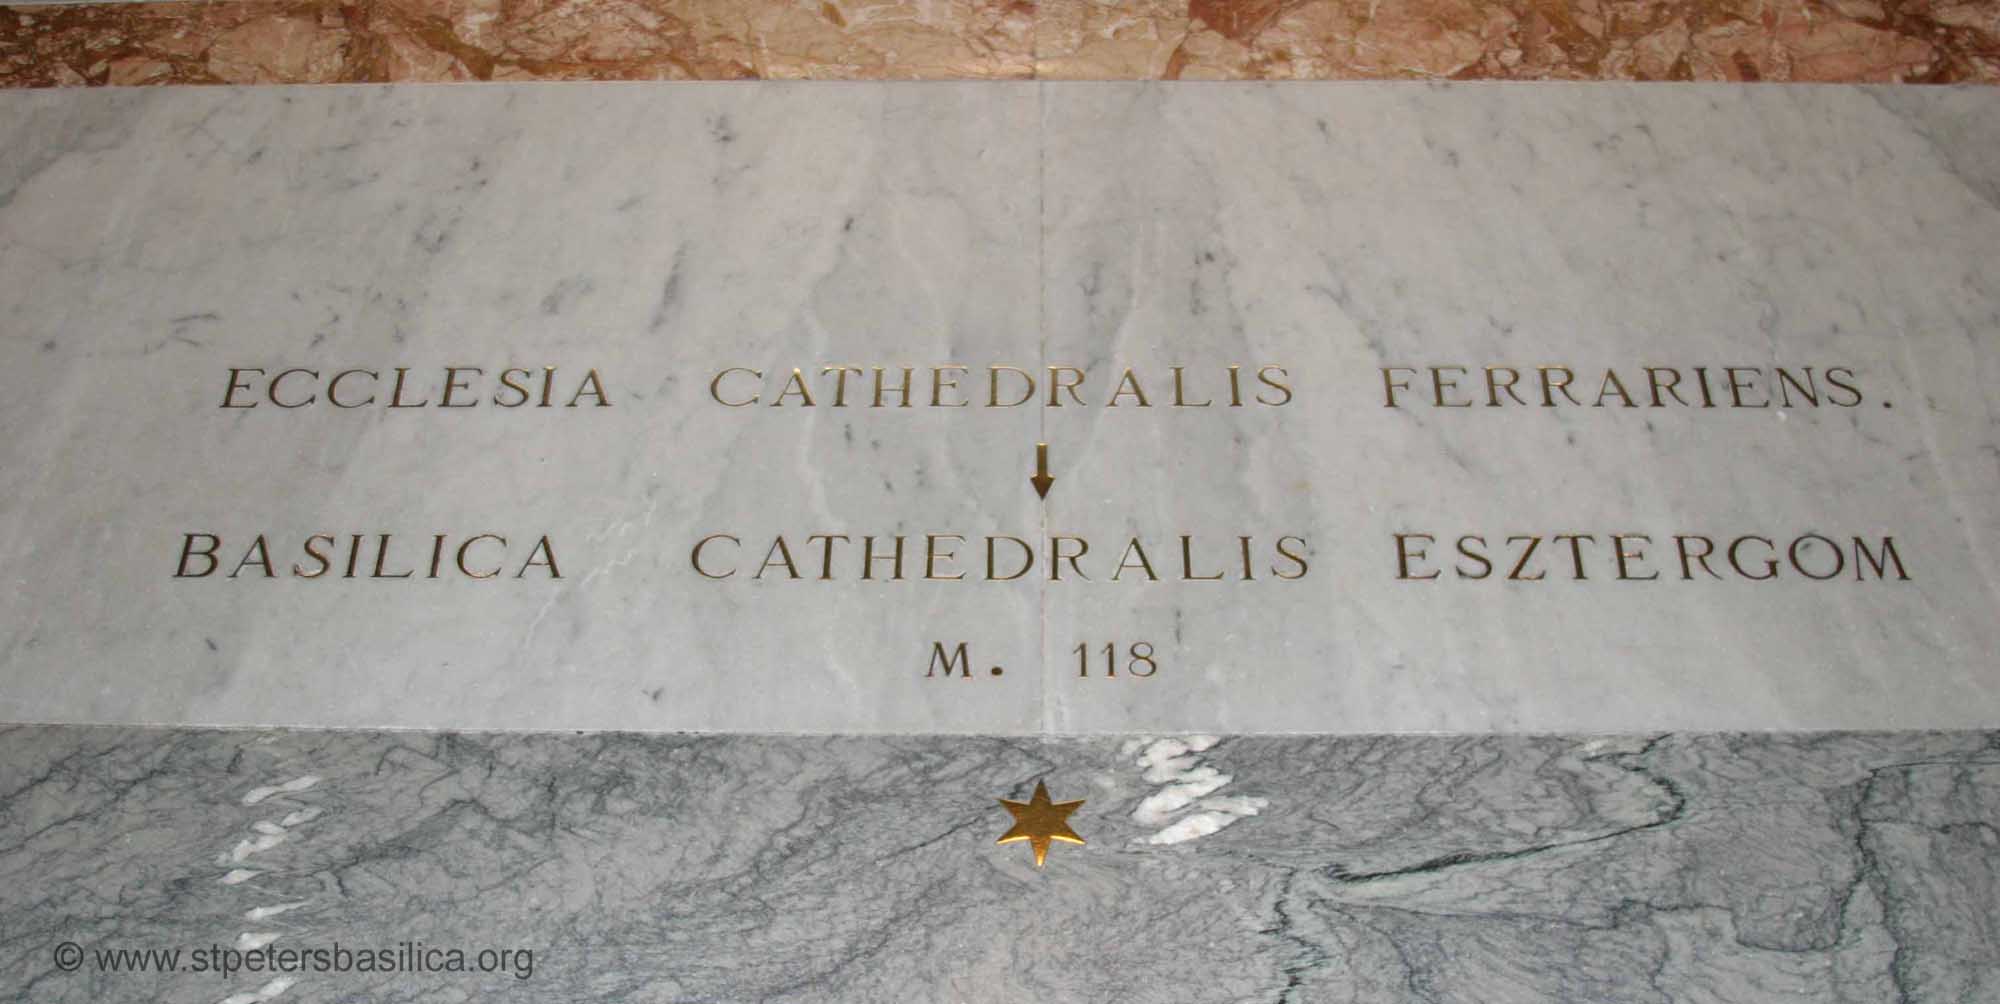 ECCLESIA CATHEDRALIS FERRARIENS.
BASILICA CATHEDRALIS ESZTERGOM
M. 118
© www.stpetersbasilica.org